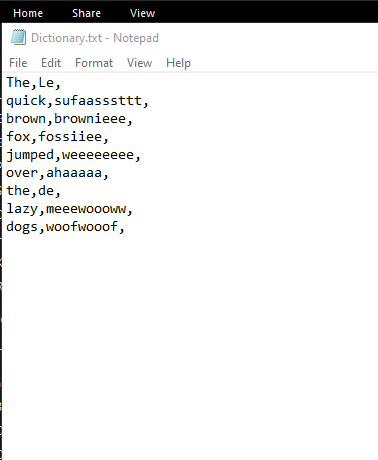 Home Share View
Dictionary.txt - Notepad
File Edit Format View Help
The,Le,
quick,sufaasssttt,
brown,brownieee,
fox,fossiiee,
jumped,weeeeeeee,
over,ahaaaaa,
the,de,
lazy,meeewoooww,
dogs,woofwooof,